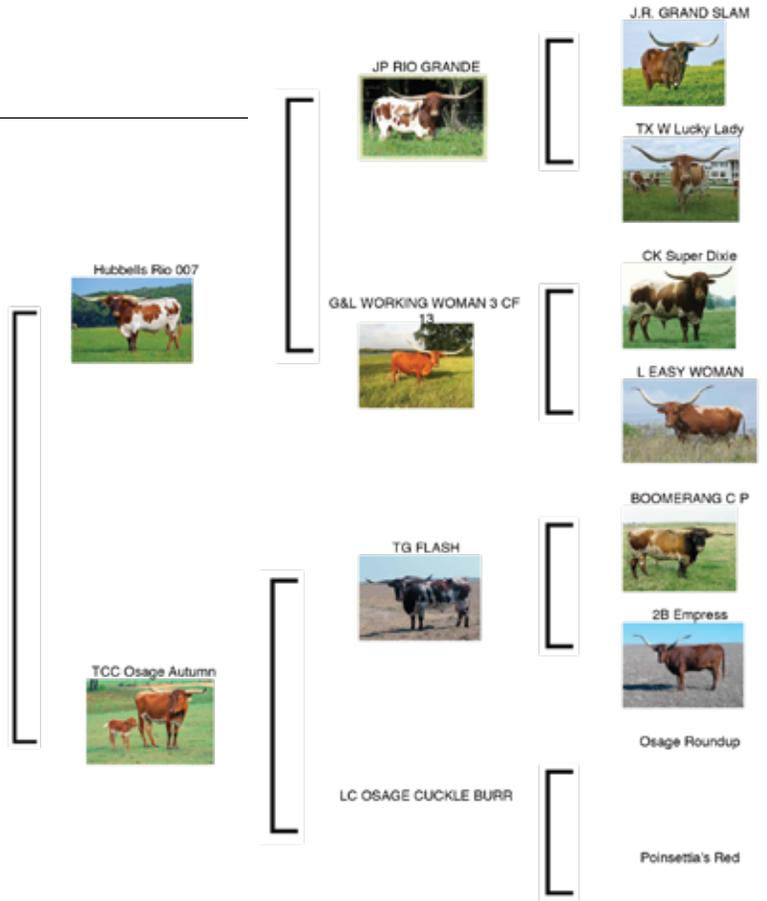 J.R. GRAND SLAM
JP RIO GRANDE
TX W Lucky Lady
CK Super Dixie
Hubbells Rio 007
G&L WORKING WOMAN 3 CF
13
L EASY WOMAN
BOOMERANG C P
TG FLASH
2B Empress
TCC Osage Autumn
Osage Roundup
LC OSAGE CUCKLE BURR
Poinsettia's Red